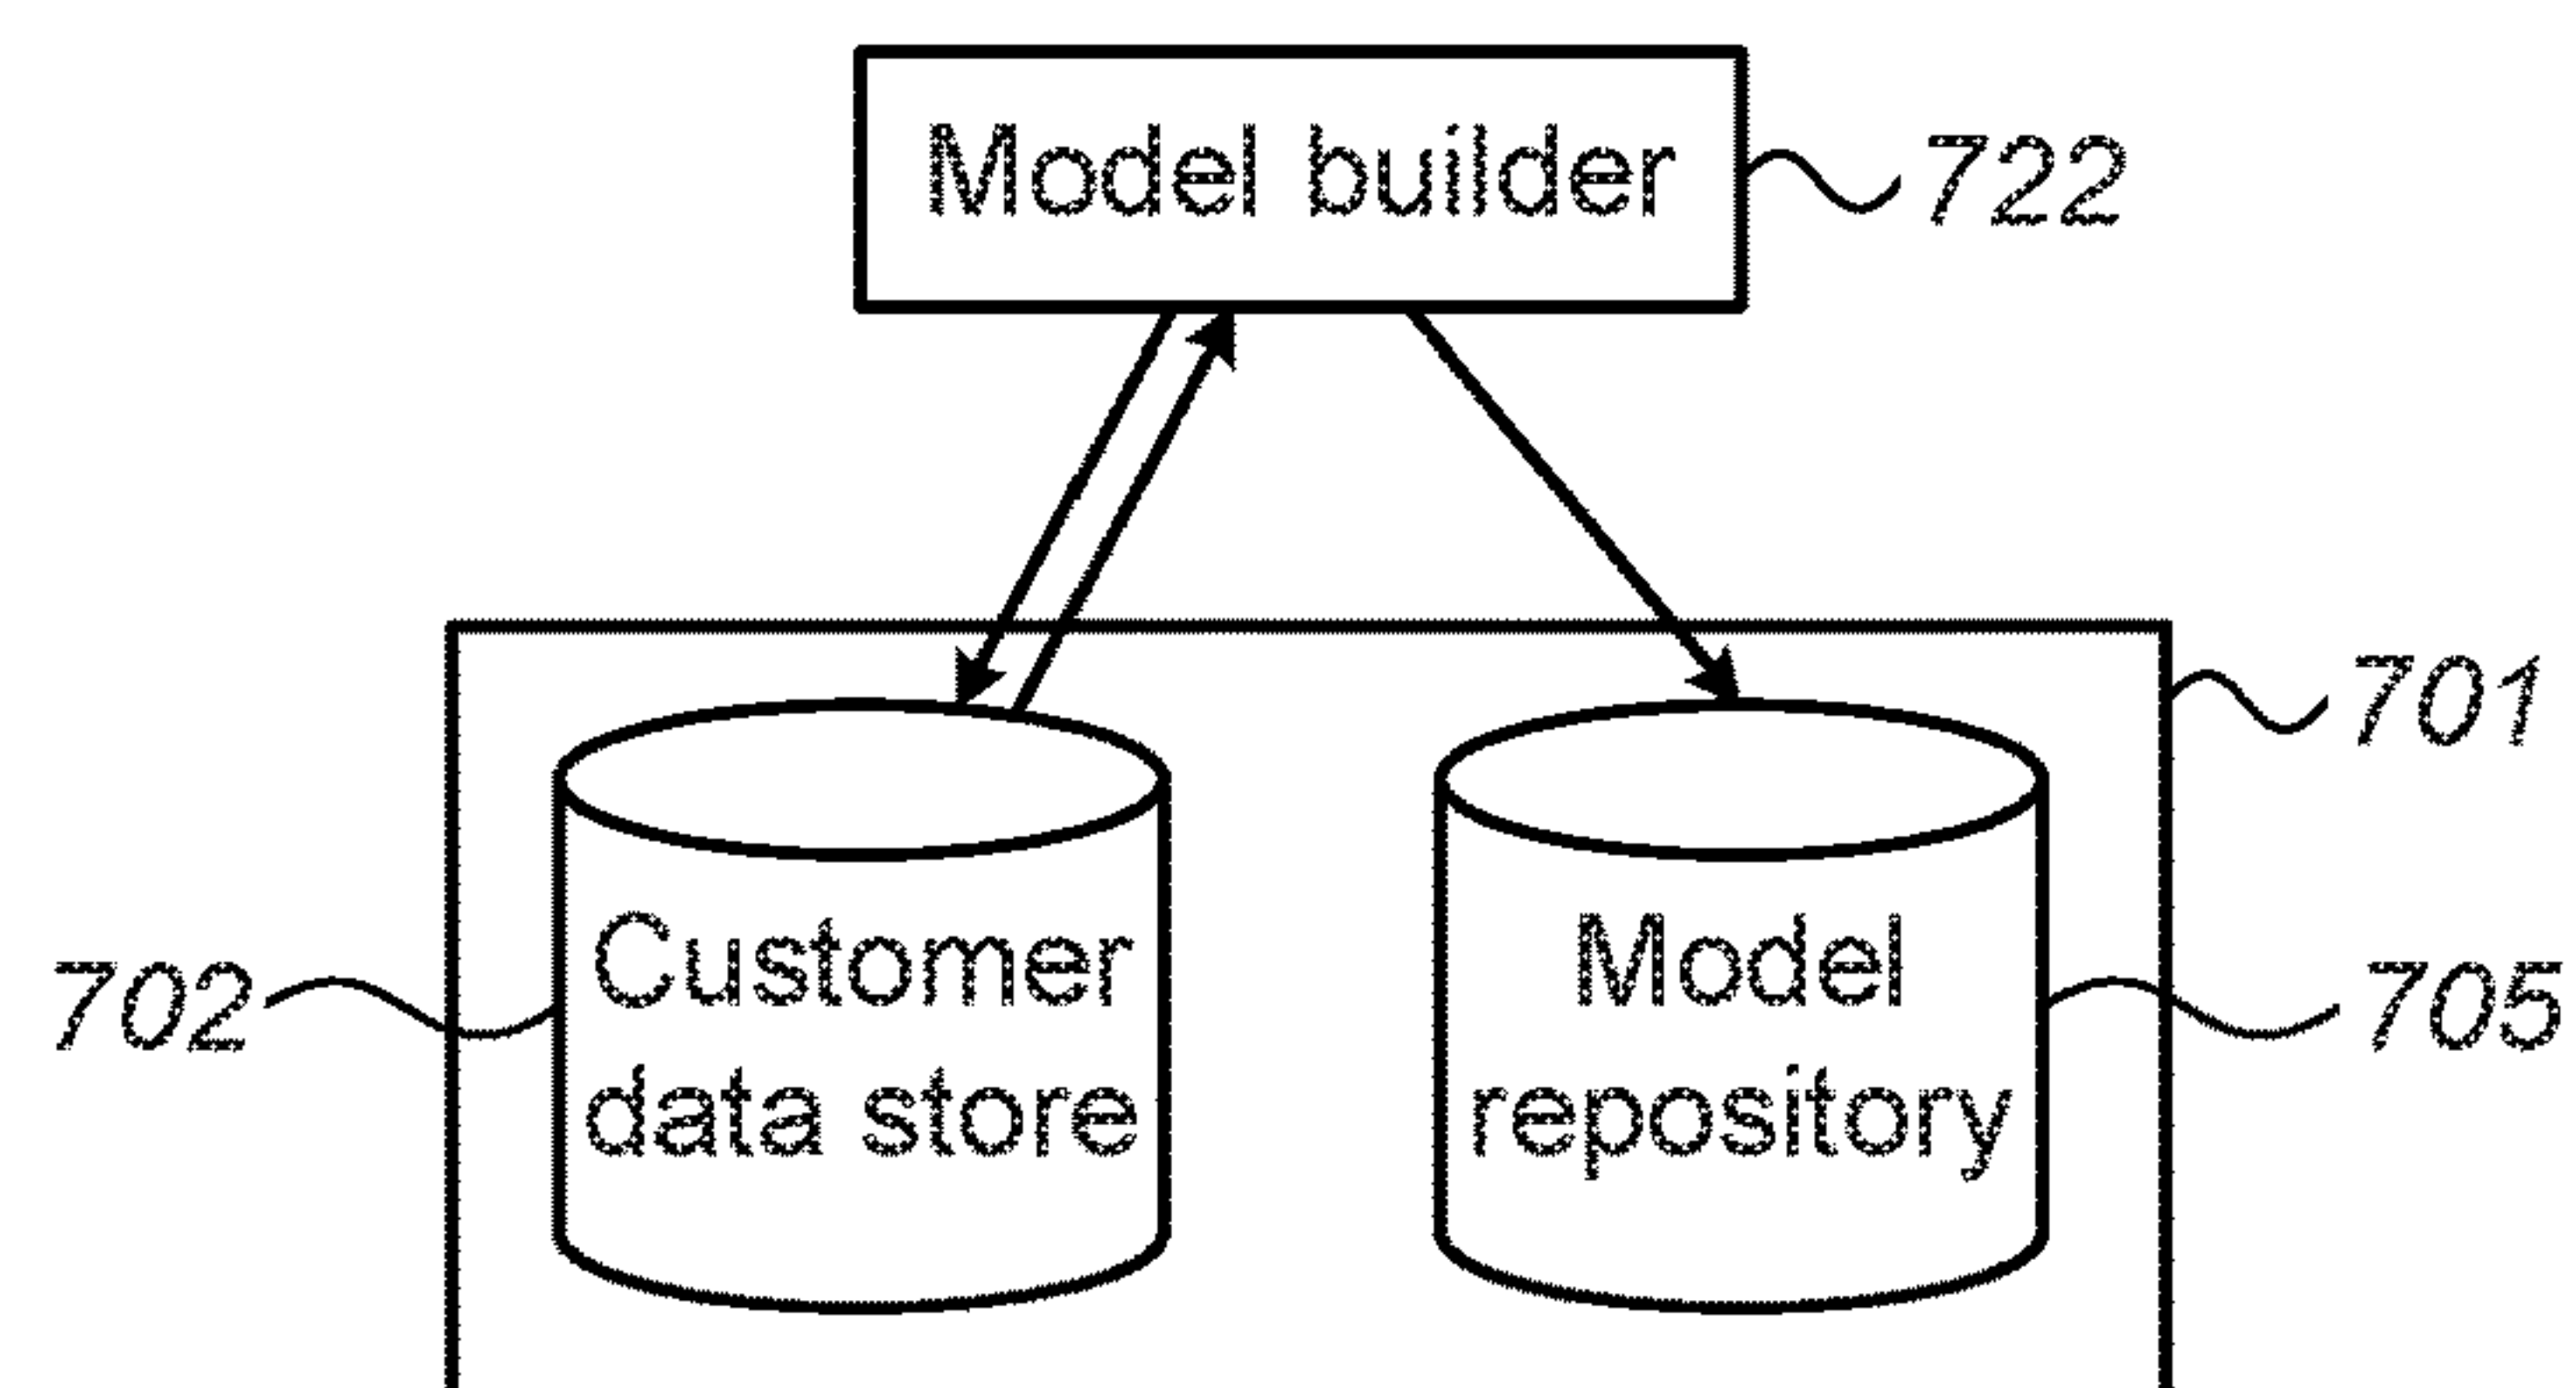 Model builder
722
701
702
Customer
data store
Model
repository
705